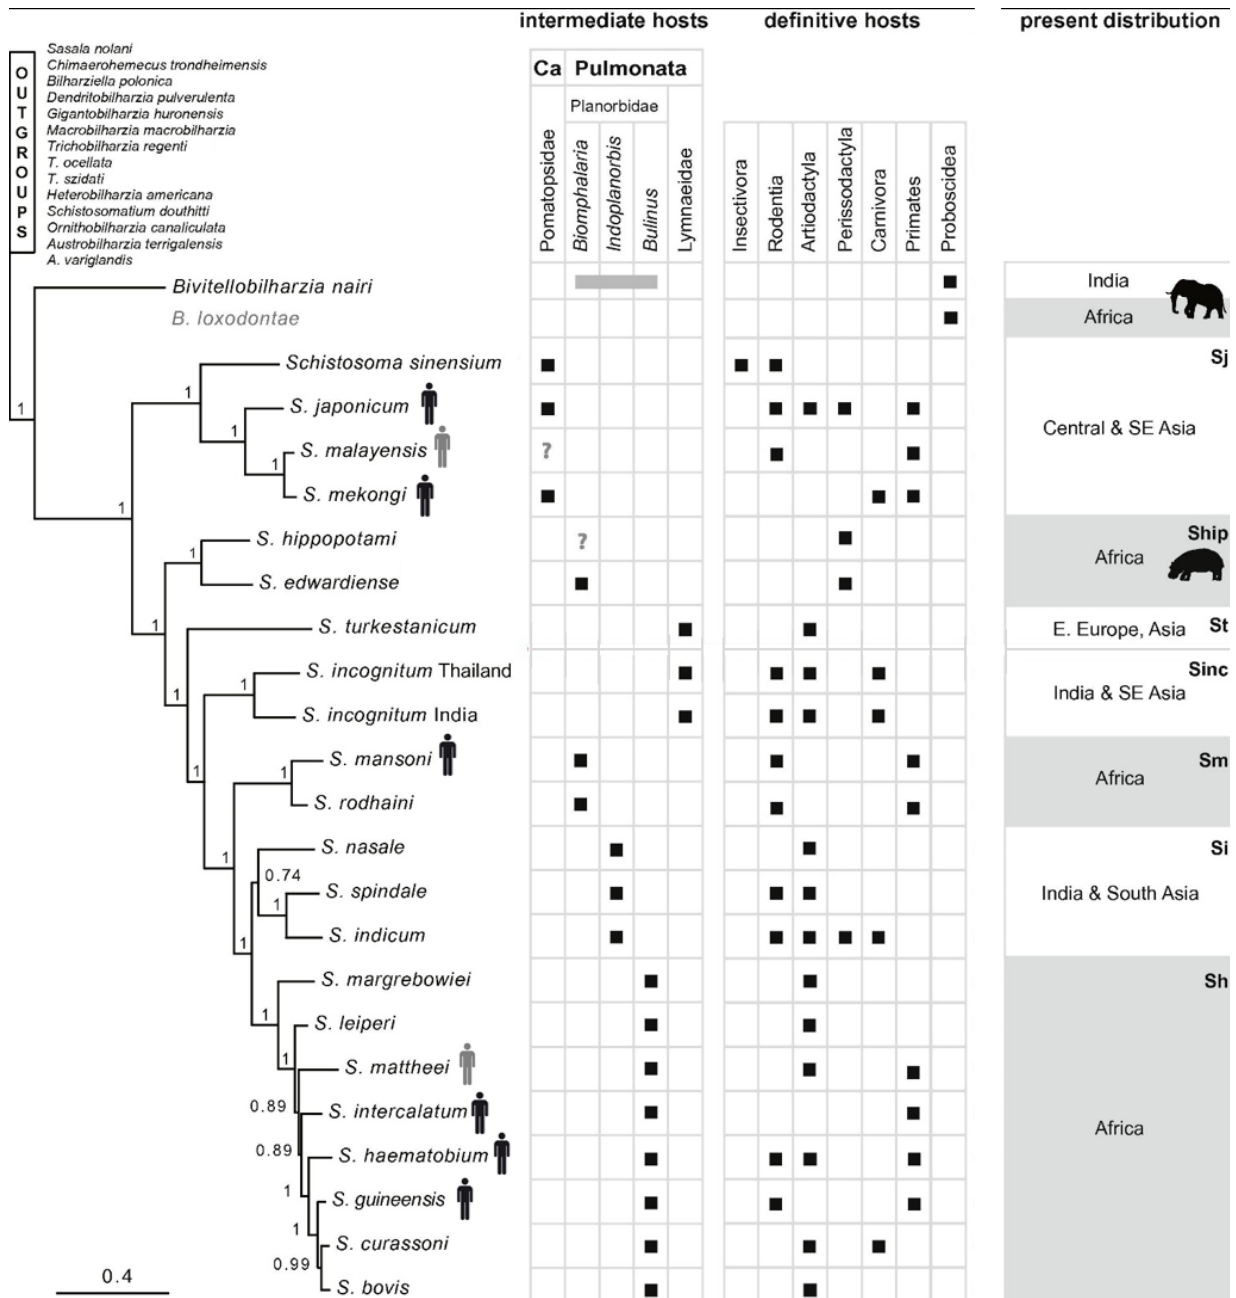 intermediate hosts definitive hosts present distribution
OUTGROUPS
Sasala nolani
Chimaerohemecus trondheimensis
Bilharziella polonica
Dendritobilharzia pulverulenta
Gigantobilharzia huronensis
Macrobilharzia macrobilharzia
Trichobilharzia regenti
T. ocellata
T. szidati
Heterobilharzia americana
Schistosomatium douthitti
Ornithobilharzia canaliculata
Austrobilharzia terrigalensis
A. variglandis
Ca Pulmonata
Planorbidae
Pomatopsidae
Biomphalaria
Indoplanorbis
Bulinus
Lymnaeidae
Insectivora
Rodentia
Artiodactyla
Perissodactyla
Carnivora
Primates
Proboscidea
Bivitellobilharzia nairi India
B. loxodontae Africa
Schistosoma sinensium Sj
1
S. japonicum
1
Central & SE Asia
1
S. malayensis ?
1
S. mekongi
1
S. hippopotami ? Ship
1
Africa
S. edwardiense
1
S. turkestanicum E. Europe, Asia St
S. incognitum Thailand Sinc
1
1
India & SE Asia
S. incognitum India
S. mansoni Sm
1
1
Africa
S. rodhaini
S. nasale Si
1
0.74
S. spindale India & South Asia
1
S. indicum
1
S. margrebowiei Sh
S. leiperi
1
1
S. mattheei
0.89
S. intercalatum
Africa
0.89
S. haematobium
1
S. guineensis
1
S. curassoni
0.99
0.4
S. bovis